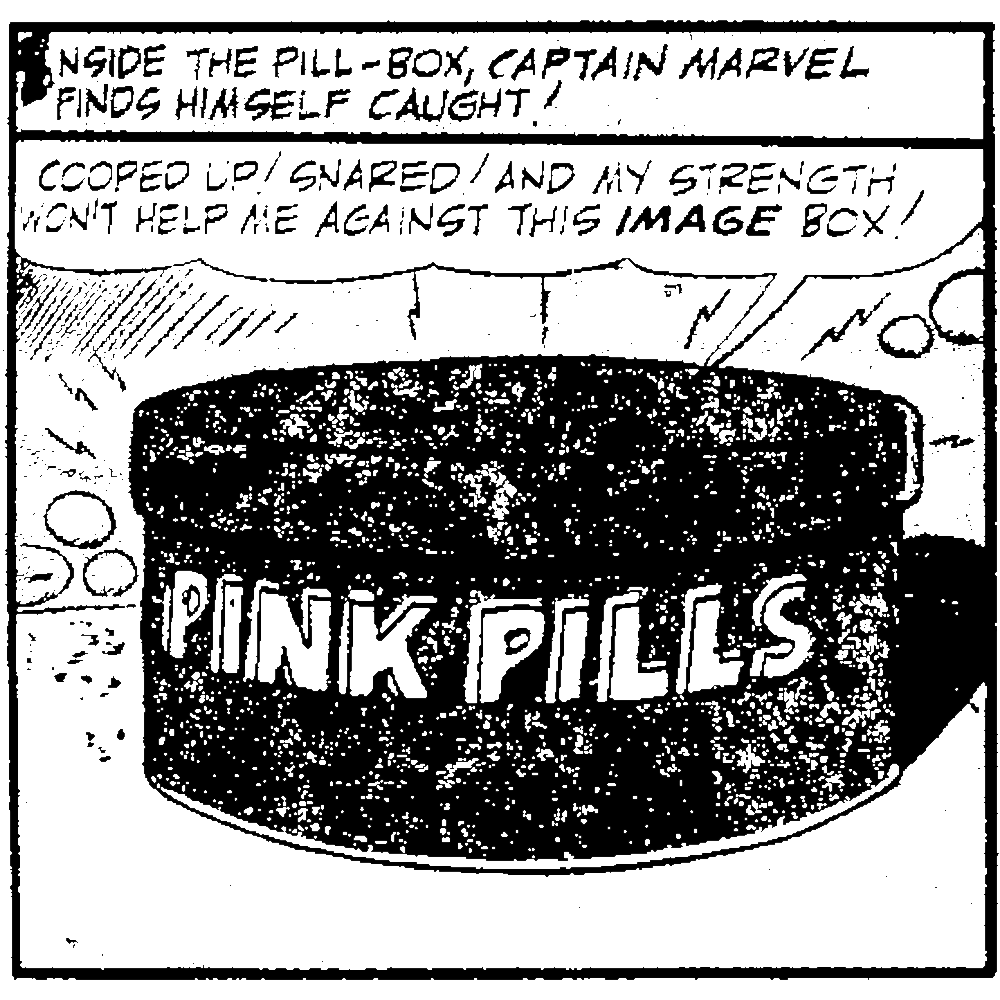 INSIDE THE PILL-BOX, CAPTAIN MARVEL
FINDS HIMSELF CAUGHT!
COOPED UP! SNARED! AND MY STRENGTH
WON'T HELP ME AGAINST THIS IMAGE BOX!
PINK PILLS